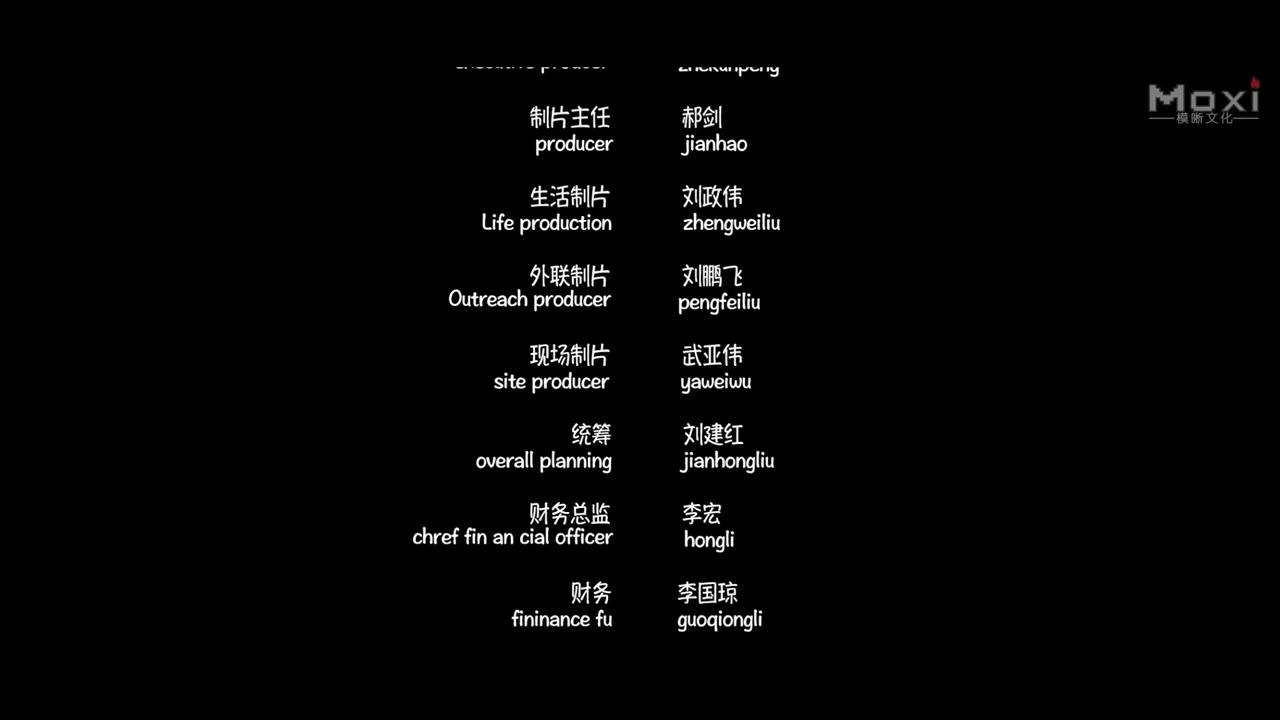 zhekunpeng
制片主任 郝剑
producer jianhao
生活制片 刘政伟
Life production zhengweiliu
外联制片 刘鹏飞
Outreach producer pengfeiliu
现场制片 武亚伟
site producer yaweiwu
统筹 刘建红
overall planning jianhongliu
财务总监 李宏
chref fin an cial officer hongli
财务 李国琼
fininance fu guoqiongli
Moxi
模晰文化